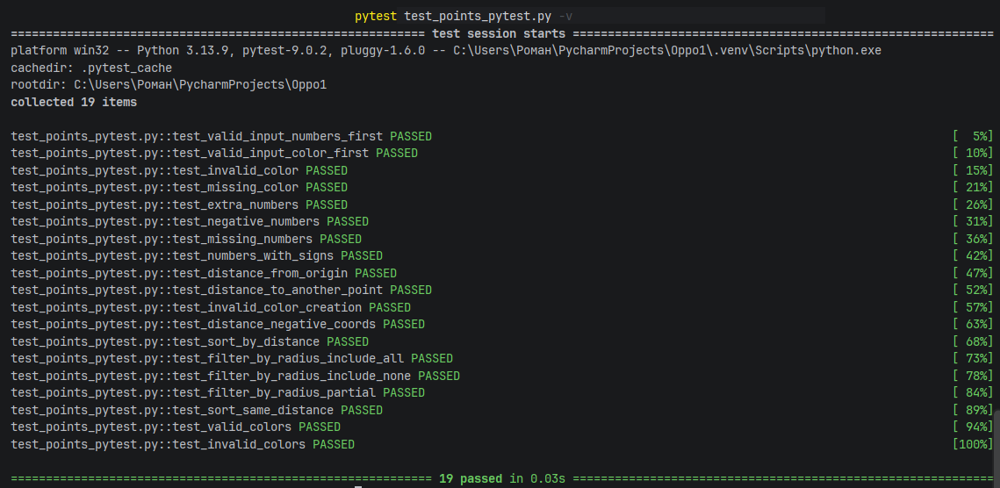 pytest test_points_pytest.py -v
=========================================================== test session starts ============================================================
platform win32 -- Python 3.13.9, pytest-9.0.2, pluggy-1.6.0 -- C:\Users\Роман\PycharmProjects\Oppo1\.venv\Scripts\python.exe
cachedir: .pytest_cache
rootdir: C:\Users\Роман\PycharmProjects\Oppo1
collected 19 items
test_points_pytest.py::test_valid_input_numbers_first PASSED [  5%]
test_points_pytest.py::test_valid_input_color_first PASSED [ 10%]
test_points_pytest.py::test_invalid_color PASSED [ 15%]
test_points_pytest.py::test_missing_color PASSED [ 21%]
test_points_pytest.py::test_extra_numbers PASSED [ 26%]
test_points_pytest.py::test_negative_numbers PASSED [ 31%]
test_points_pytest.py::test_missing_numbers PASSED [ 36%]
test_points_pytest.py::test_numbers_with_signs PASSED [ 42%]
test_points_pytest.py::test_distance_from_origin PASSED [ 47%]
test_points_pytest.py::test_distance_to_another_point PASSED [ 52%]
test_points_pytest.py::test_invalid_color_creation PASSED [ 57%]
test_points_pytest.py::test_distance_negative_coords PASSED [ 63%]
test_points_pytest.py::test_sort_by_distance PASSED [ 68%]
test_points_pytest.py::test_filter_by_radius_include_all PASSED [ 73%]
test_points_pytest.py::test_filter_by_radius_include_none PASSED [ 78%]
test_points_pytest.py::test_filter_by_radius_partial PASSED [ 84%]
test_points_pytest.py::test_sort_same_distance PASSED [ 89%]
test_points_pytest.py::test_valid_colors PASSED [ 94%]
test_points_pytest.py::test_invalid_colors PASSED [100%]
============================================================ 19 passed in 0.03s ============================================================